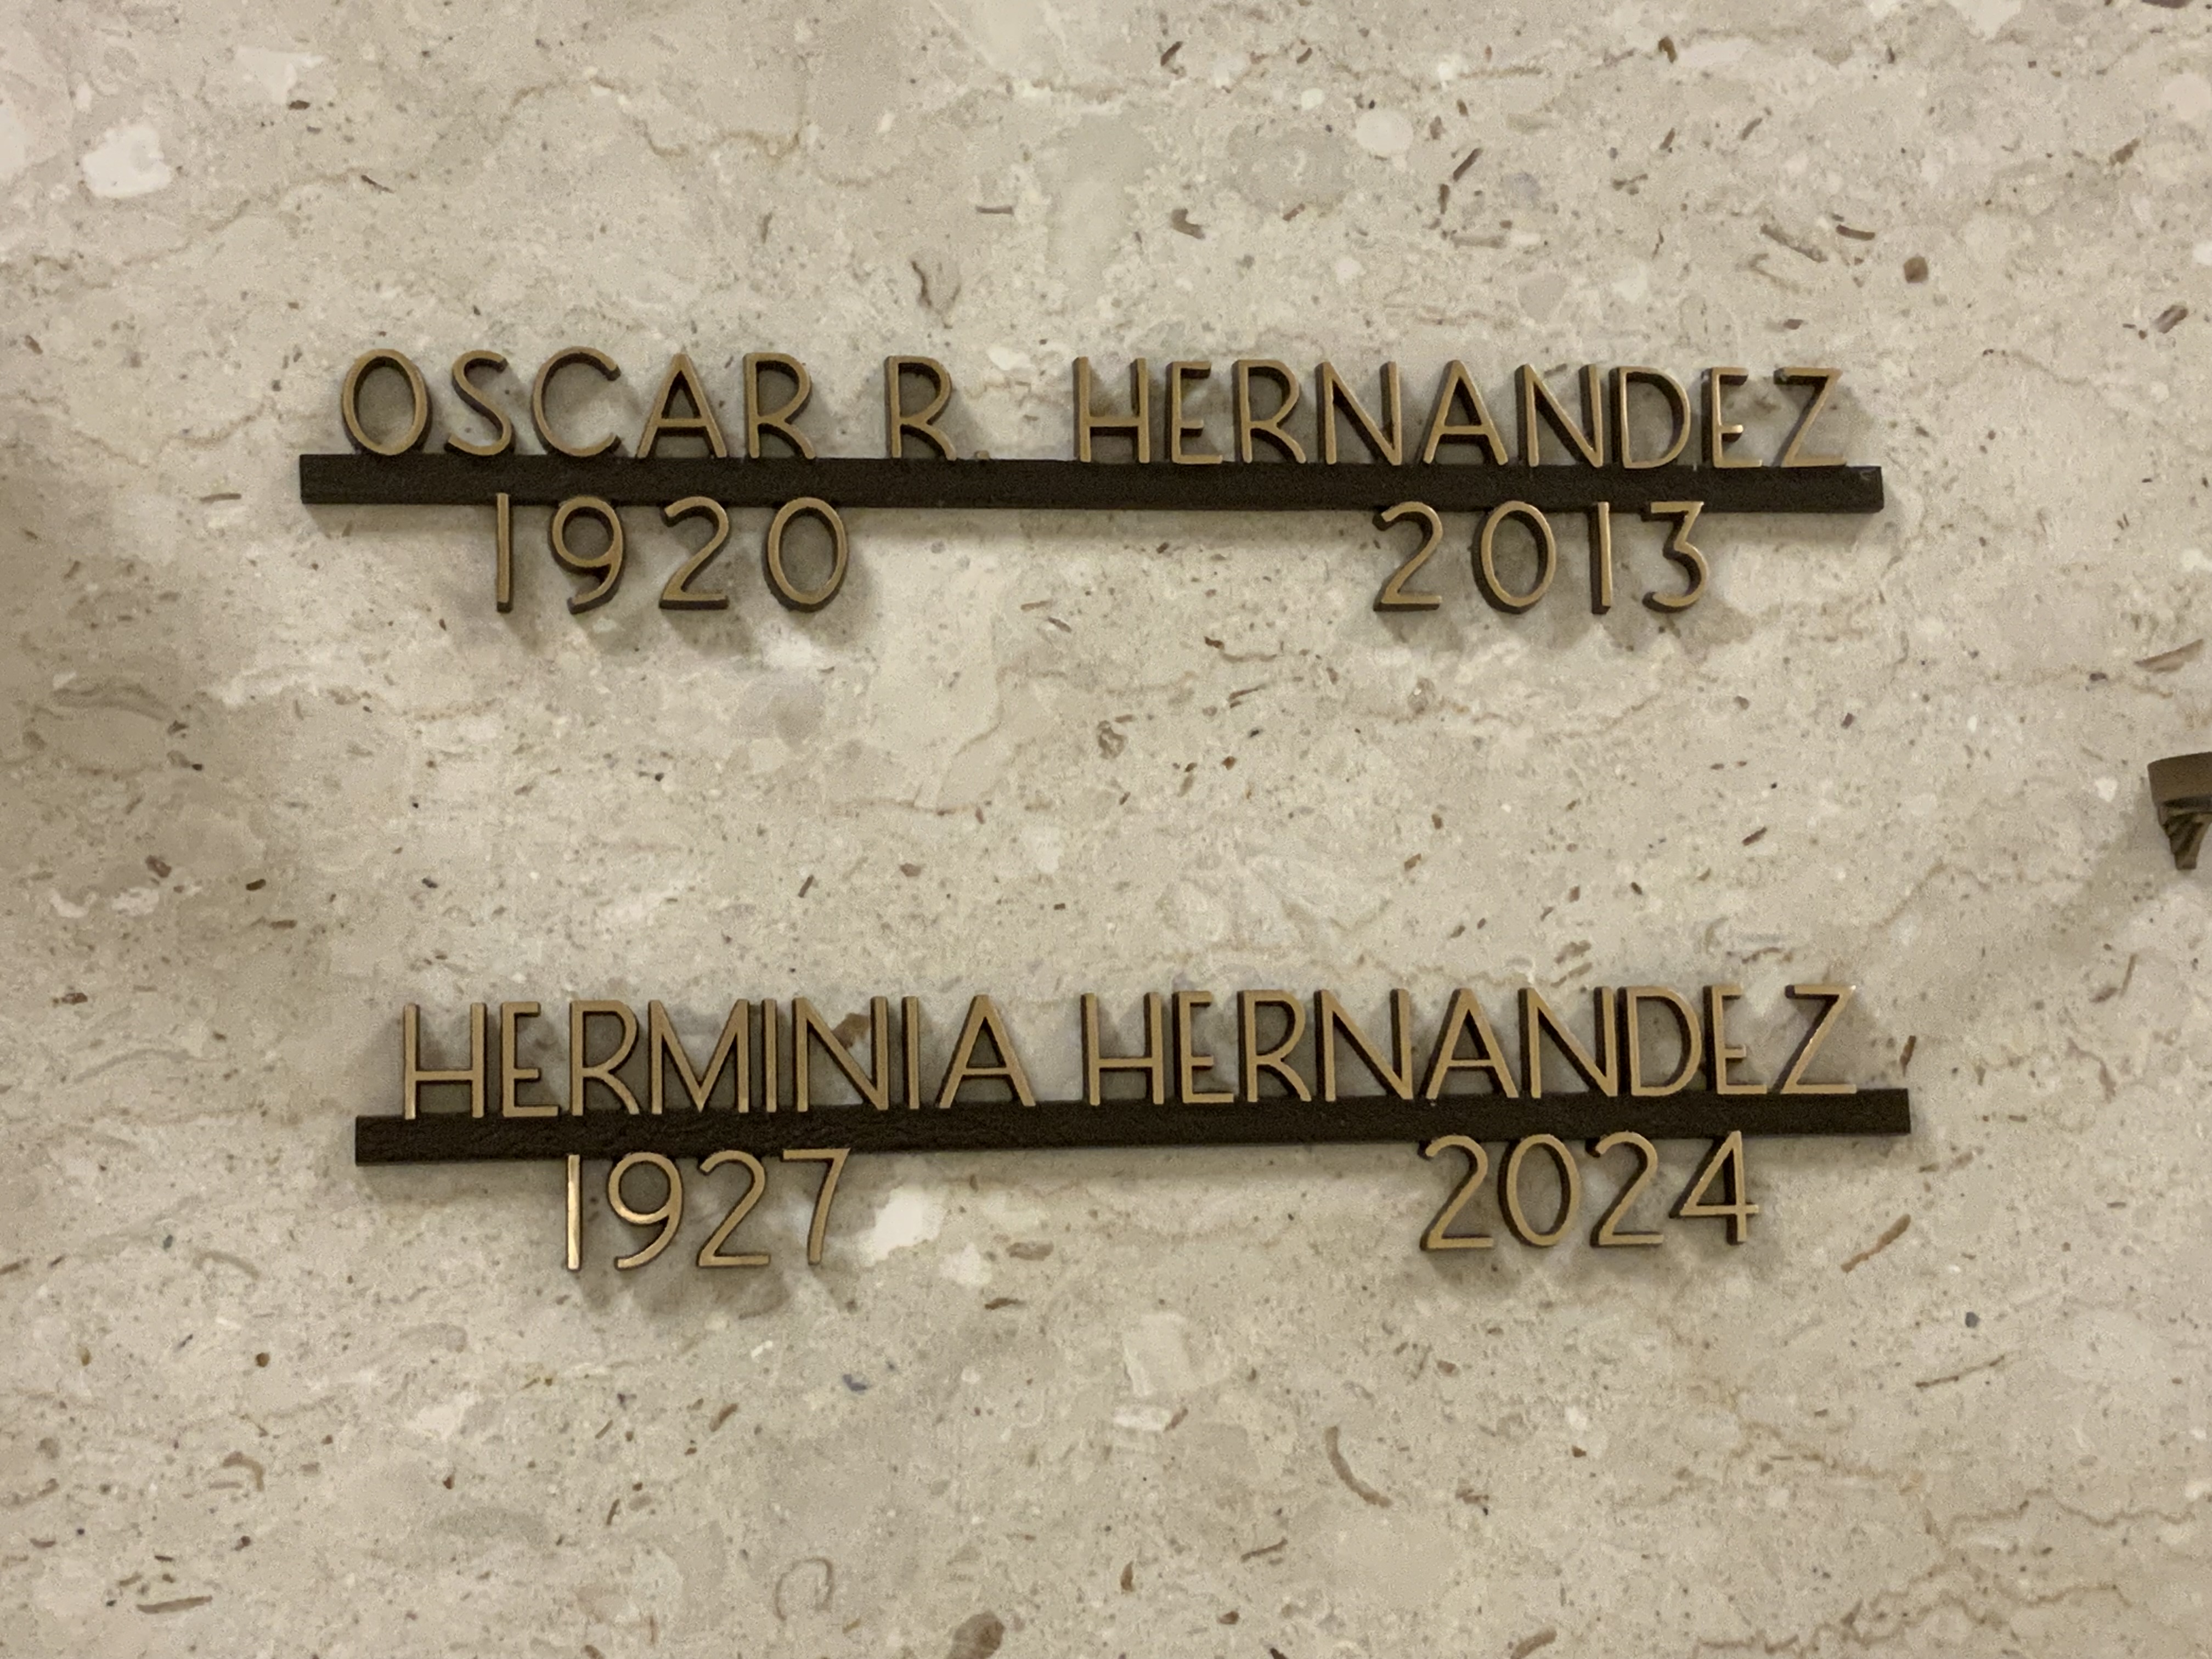 OSCAR R. HERNANDEZ
1920 2013
HERMINIA HERNANDEZ
1927 2024